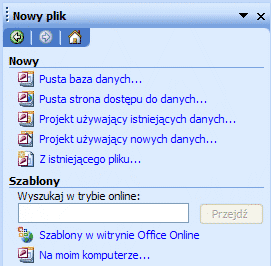 Nowy plik
Nowy
Pusta baza danych...
Pusta strona dostępu do danych...
Projekt używający istniejących danych...
Projekt używający nowych danych...
Z istniejącego pliku...
Szablony
Wyszukaj w trybie online:
Przejdź
Szablony w witrynie Office Online
Na moim komputerze...